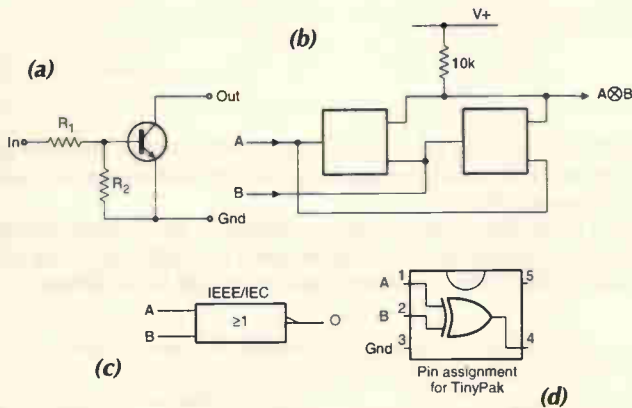 (a)
In
R1
R2
Out
Gnd
(b)
V+
10k
A
B
A⊗B
(c)
IEEE/IEC
A
B
≥1
O
1
A
2
B
3
Gnd
5
4
Pin assignment
for TinyPak
(d)